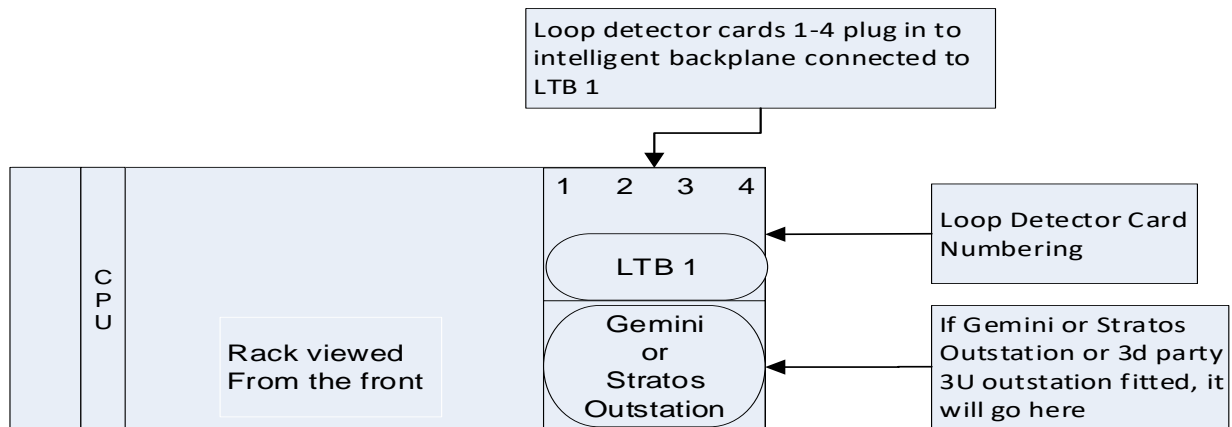 Loop detector cards 1-4 plug in to
intelligent backplane connected to
LTB 1
1 2 3 4
Loop Detector Card
Numbering
LTB 1
C
P
U
Gemini
or
Stratos
Outstation
Rack viewed
From the front
If Gemini or Stratos
Outstation or 3d party
3U outstation fitted, it
will go here